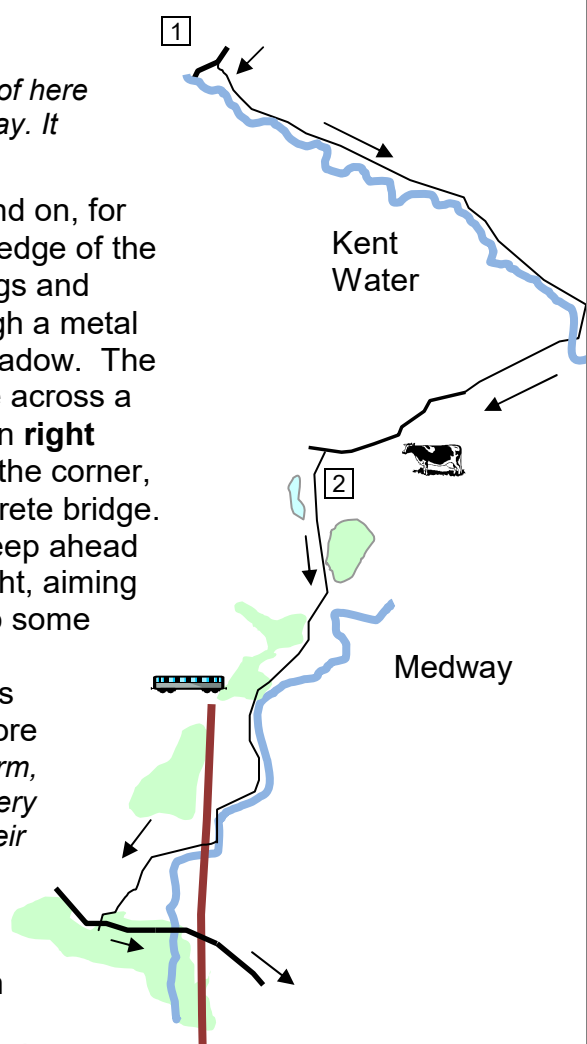 1
of here
ay. It
nd on, for
edge of the
gs and
gh a metal
adow. The
e across a
n right
the corner,
rete bridge.
eep ahead
ht, aiming
o some
s
ore
rm,
ery
eir
n
Kent
Water
2
Medway